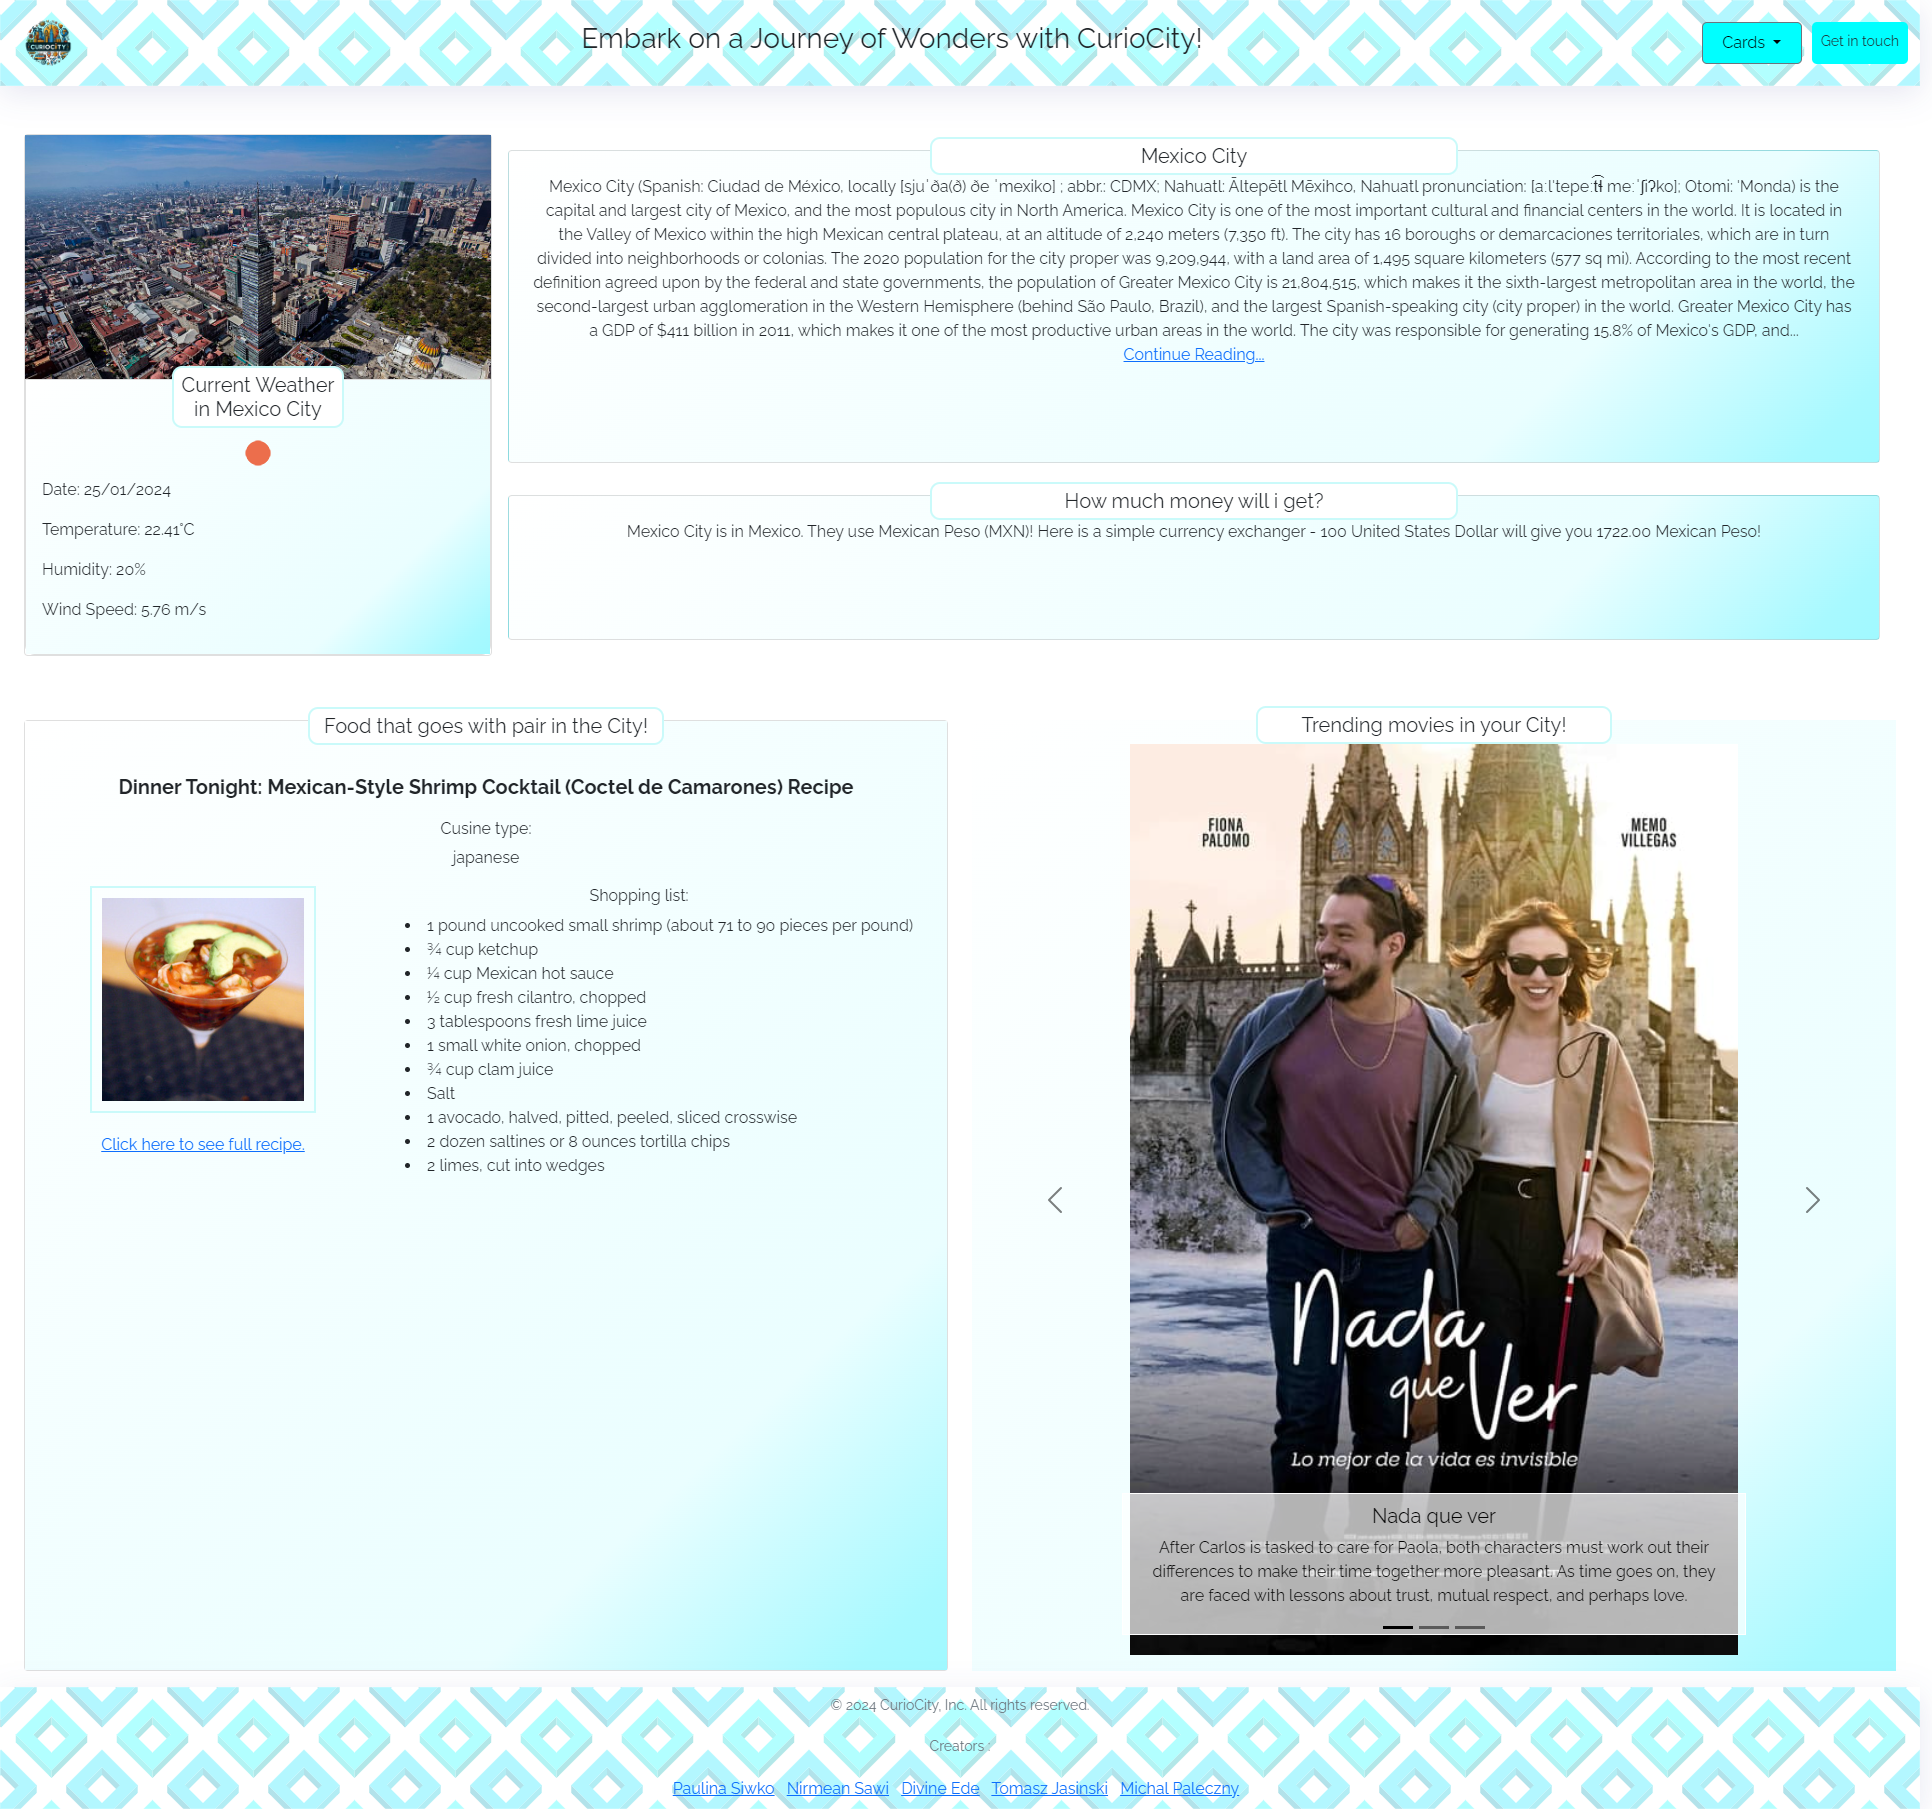 CURIOCITY
Embark on a Journey of Wonders with CurioCity!
Cards
Get in touch
Current Weather
in Mexico City
Date: 25/01/2024
Temperature: 22.41°C
Humidity: 20%
Wind Speed: 5.76 m/s
Mexico City
Mexico City (Spanish: Ciudad de México, locally [sjuˈða(ð) ðe ˈmexiko] ; abbr.: CDMX; Nahuatl: Āltepētl Mēxihco, Nahuatl pronunciation: [aːlˈtepeːt͡ɬ meːˈʃiʔko]; Otomi: 'Monda) is the
capital and largest city of Mexico, and the most populous city in North America. Mexico City is one of the most important cultural and financial centers in the world. It is located in
the Valley of Mexico within the high Mexican central plateau, at an altitude of 2,240 meters (7,350 ft). The city has 16 boroughs or demarcaciones territoriales, which are in turn
divided into neighborhoods or colonias. The 2020 population for the city proper was 9,209,944, with a land area of 1,495 square kilometers (577 sq mi). According to the most recent
definition agreed upon by the federal and state governments, the population of Greater Mexico City is 21,804,515, which makes it the sixth-largest metropolitan area in the world, the
second-largest urban agglomeration in the Western Hemisphere (behind São Paulo, Brazil), and the largest Spanish-speaking city (city proper) in the world. Greater Mexico City has
a GDP of $411 billion in 2011, which makes it one of the most productive urban areas in the world. The city was responsible for generating 15.8% of Mexico's GDP, and...
Continue Reading...
How much money will i get?
Mexico City is in Mexico. They use Mexican Peso (MXN)! Here is a simple currency exchanger - 100 United States Dollar will give you 1722.00 Mexican Peso!
Food that goes with pair in the City!
Dinner Tonight: Mexican-Style Shrimp Cocktail (Coctel de Camarones) Recipe
Cusine type:
japanese
Click here to see full recipe.
Shopping list:
• 1 pound uncooked small shrimp (about 71 to 90 pieces per pound)
• ¾ cup ketchup
• ¼ cup Mexican hot sauce
• ½ cup fresh cilantro, chopped
• 3 tablespoons fresh lime juice
• 1 small white onion, chopped
• ¾ cup clam juice
• Salt
• 1 avocado, halved, pitted, peeled, sliced crosswise
• 2 dozen saltines or 8 ounces tortilla chips
• 2 limes, cut into wedges
Trending movies in your City!
FIONA
PALOMO
MEMO
VILLEGAS
Nada
que Ver
Lo mejor de la vida es invisible
Nada que ver
After Carlos is tasked to care for Paola, both characters must work out their
differences to make their time together more pleasant. As time goes on, they
are faced with lessons about trust, mutual respect, and perhaps love.
© 2024 CurioCity, Inc. All rights reserved.
Creators :
Paulina Siwko Nirmean Sawi Divine Ede Tomasz Jasinski Michal Paleczny